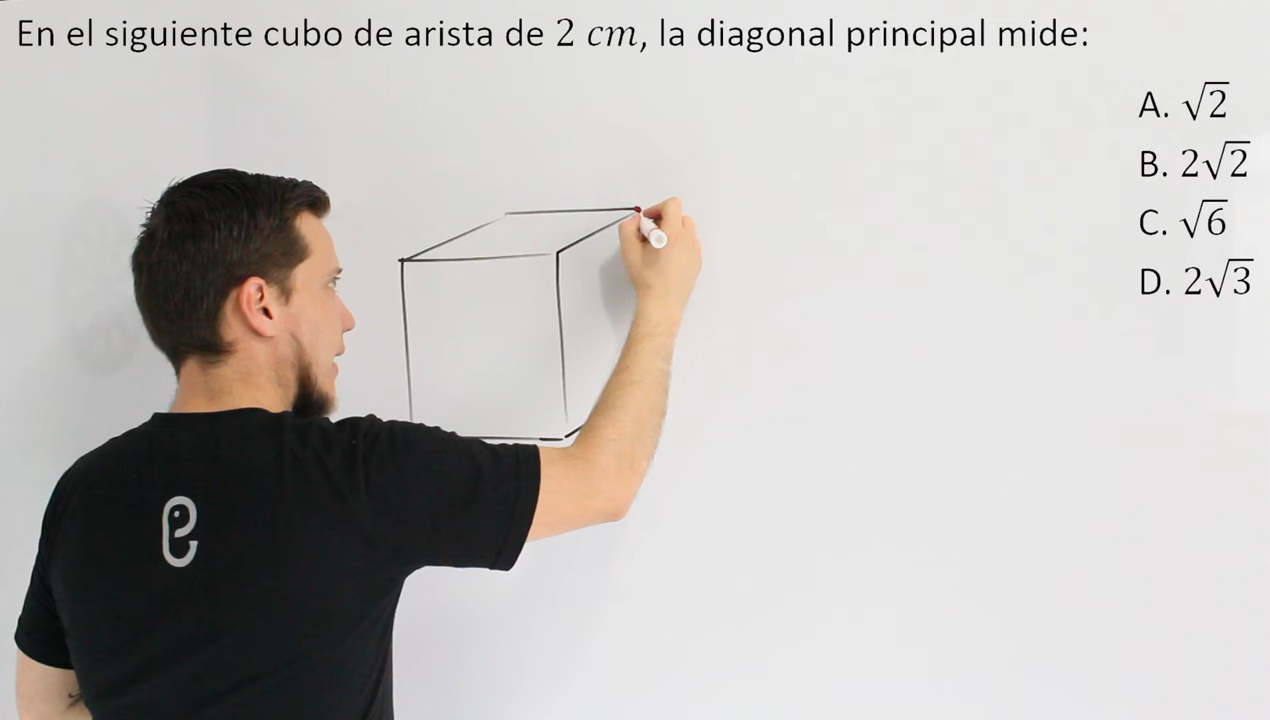 En el siguiente cubo de arista de 2 cm, la diagonal principal mide:
A. √2
B. 2√2
C. √6
D. 2√3